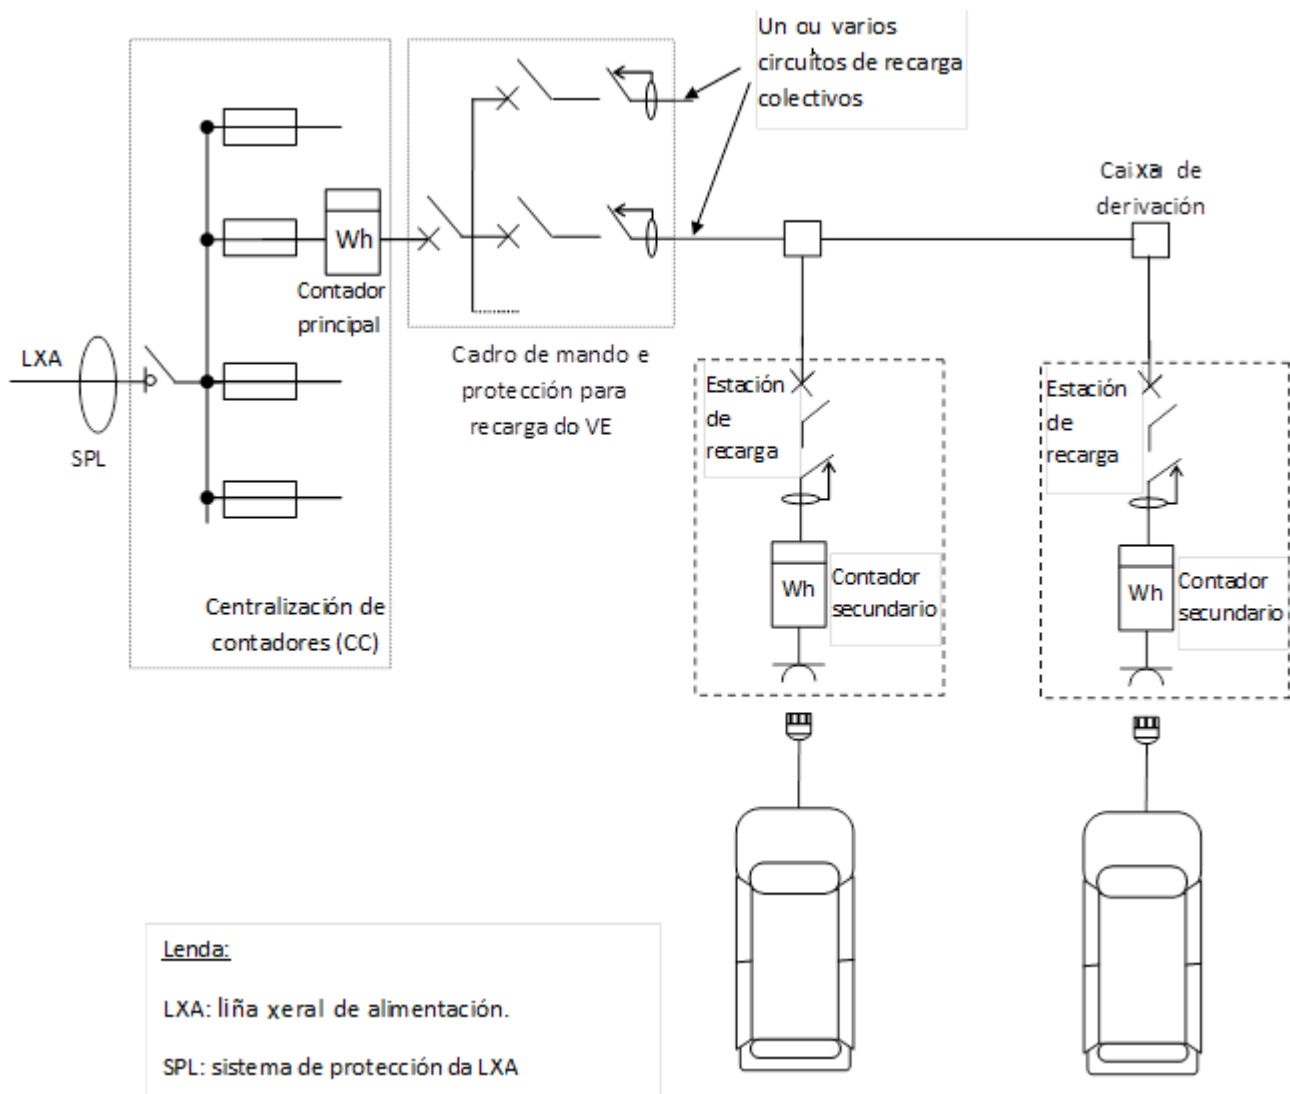 Un ou varios
circuítos de recarga
colectivos
Caixa de
derivación
Wh
Contador
principal
LXA
SPL
Cadro de mando e
protección para
recarga do VE
Centralización de
contadores (CC)
Estación
de
recarga
Wh
Contador
secundario
Estación
de
recarga
Wh
Contador
secundario
Lenda:
LXA: liña xeral de alimentación.
SPL: sistema de protección da LXA